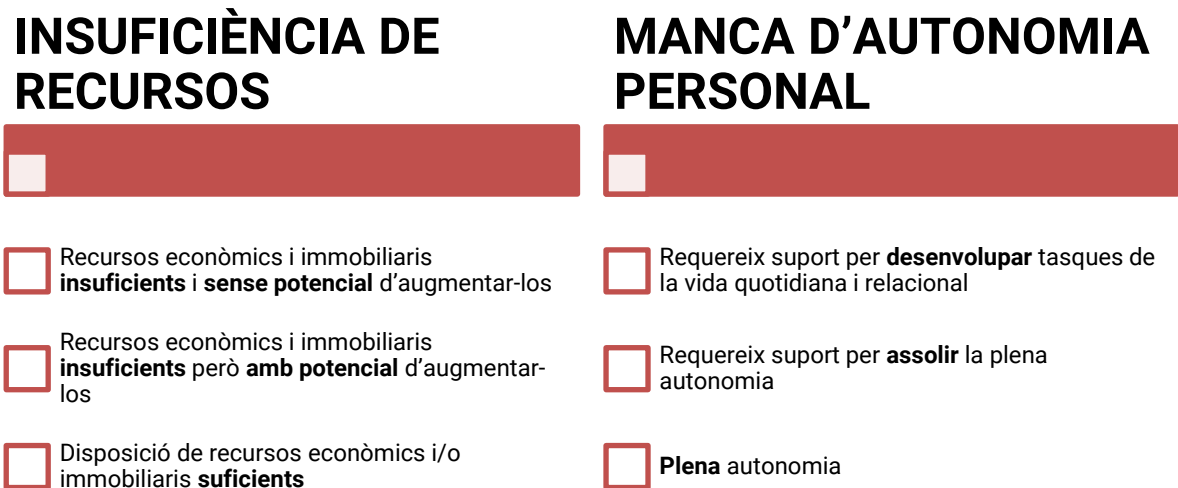 INSUFICIÈNCIA DE
RECURSOS
Recursos econòmics i immobiliaris
insuficients i sense potencial d'augmentar-los
Recursos econòmics i immobiliaris
insuficients però amb potencial d'augmentar-
los
Disposició de recursos econòmics i/o
immobiliaris suficients
MANCA D’AUTONOMIA
PERSONAL
Requereix suport per desenvolupar tasques de
la vida quotidiana i relacional
Requereix suport per assolir la plena
autonomia
Plena autonomia